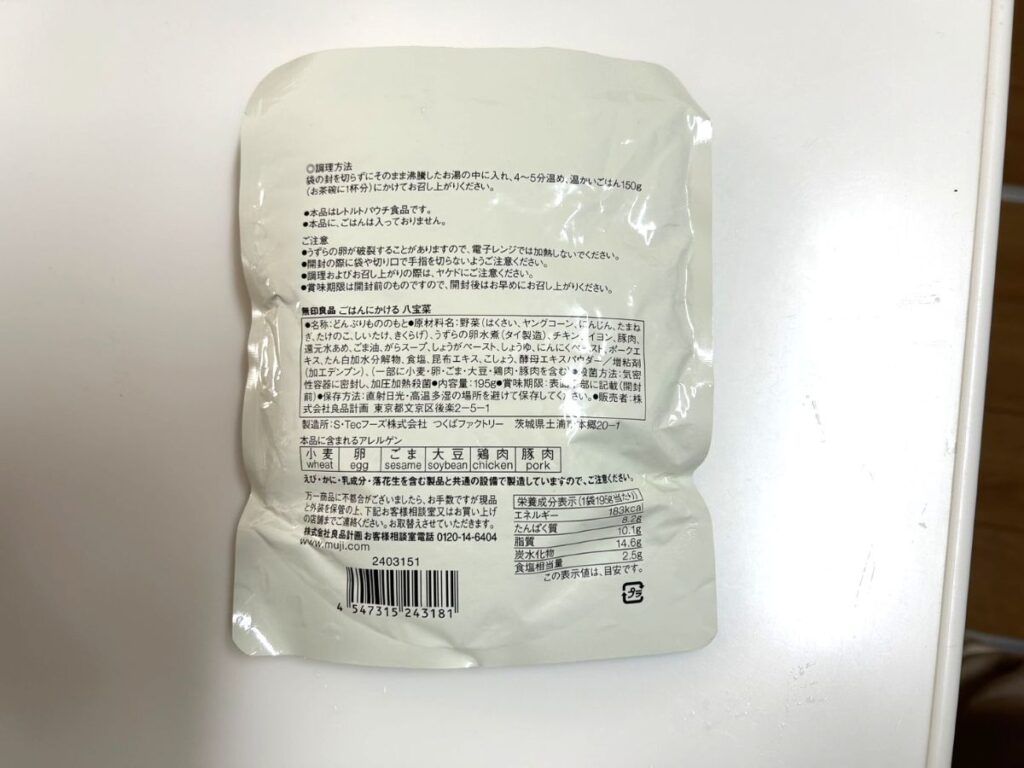 ◎調理方法
袋の封を切らずにそのまま沸騰したお湯の中に入れ、4〜5分温め、温かいごはん150g
(お茶碗に1杯分)にかけてお召し上がりください。
●本品はレトルトパウチ食品です。
●本品に、ごはんは入っておりません。
ご注意
●うずらの卵が破裂することがありますので、電子レンジでは加熱しないでください。
●開封の際に袋や切り口で手指を切らないようご注意ください。
●調理およびお召し上がりの際は、ヤケドにご注意ください。
●賞味期限は開封前のものですので、開封後はお早めにお召し上がりください。
無印良品 ごはんにかける 八宝菜
●名称:どんぶりもののもと●原材料名:野菜(はくさい、ヤングコーン、にんじん、たまね
ぎ、たけのこ、しいたけ、きくらげ)、うずらの卵水煮(タイ製造)、チキンブイヨン、豚肉、
還元水あめ、ごま油、がらスープ、しょうがペースト、しょうゆ、にんにくペースト、ポークエ
キス、たん白加水分解物、食塩、昆布エキス、こしょう、酵母エキスパウダー/増粘剤
(加工デンプン)、(一部に小麦・卵・ごま・大豆・鶏肉・豚肉を含む)●殺菌方法:気密
性容器に密封し、加圧加熱殺菌●内容量:195g●賞味期限:表面上部に記載(開封
前)●保存方法:直射日光・高温多湿の場所を避けて保存してください。●販売者:株
式会社良品計画 東京都文京区後楽2-5-1
製造所:S・Tecフーズ株式会社 つくばファクトリー 茨城県土浦市本郷20-1
本品に含まれるアレルゲン
小麦 卵 ごま 大豆 鶏肉 豚肉
wheat egg sesame soybean chicken pork
えび・かに・乳成分・落花生を含む製品と共通の設備で製造していますので、ご注意ください。
万一商品に不都合がございましたら、お手数ですが現品
と外装を保管の上、下記お客様相談室又はお買い上げ
の店舗までご連絡ください。お取替えさせていただきます。
株式会社良品計画 お客様相談室電話 0120-14-6404
www.muji.com
2403151
4 547315 243181
栄養成分表示(1袋195g当たり)
エネルギー 183kcal
たんぱく質 8.2g
脂質 10.1g
炭水化物 14.6g
食塩相当量 2.5g
この表示値は、目安です。
プラ